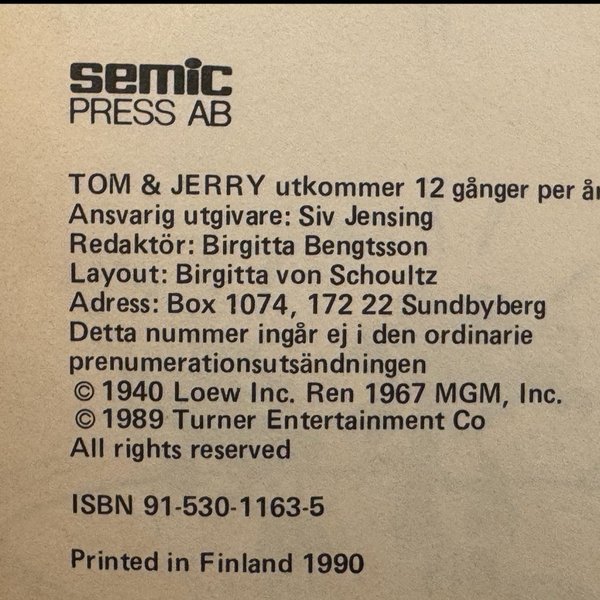 semic
PRESS AB
TOM & JERRY utkommer 12 gånger per år
Ansvarig utgivare: Siv Jensing
Redaktör: Birgitta Bengtsson
Layout: Birgitta von Schoultz
Adress: Box 1074, 172 22 Sundbyberg
Detta nummer ingår ej i den ordinarie
prenumerationsutsändningen
© 1940 Loew Inc. Ren 1967 MGM, Inc.
© 1989 Turner Entertainment Co
All rights reserved
ISBN 91-530-1163-5
Printed in Finland 1990